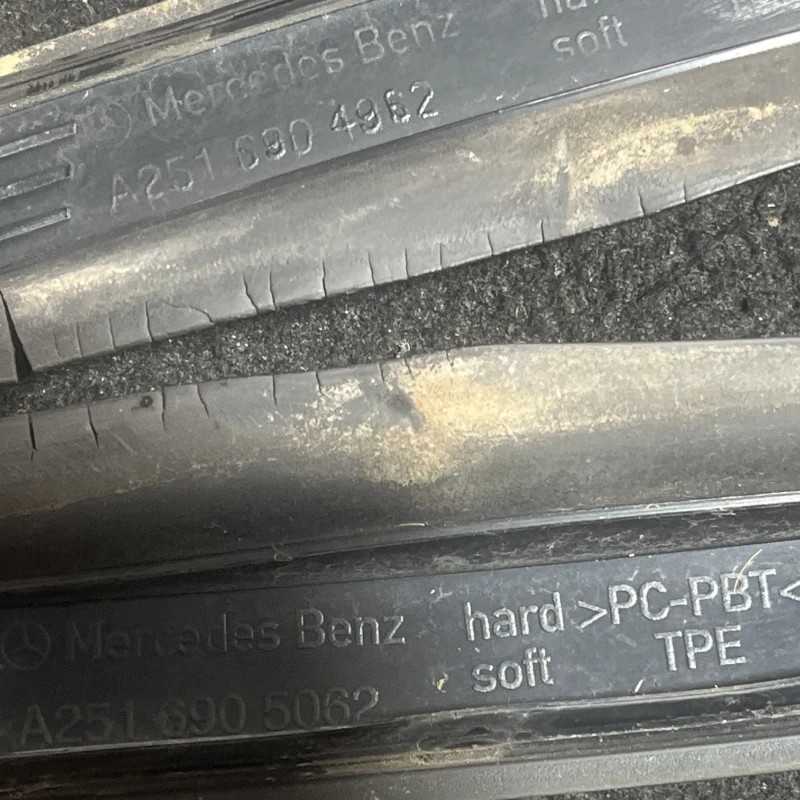 Mercedes Benz
A251 690 4962
soft
Mercedes Benz
A251 690 5062
hard >PC-PBT<
soft TPE